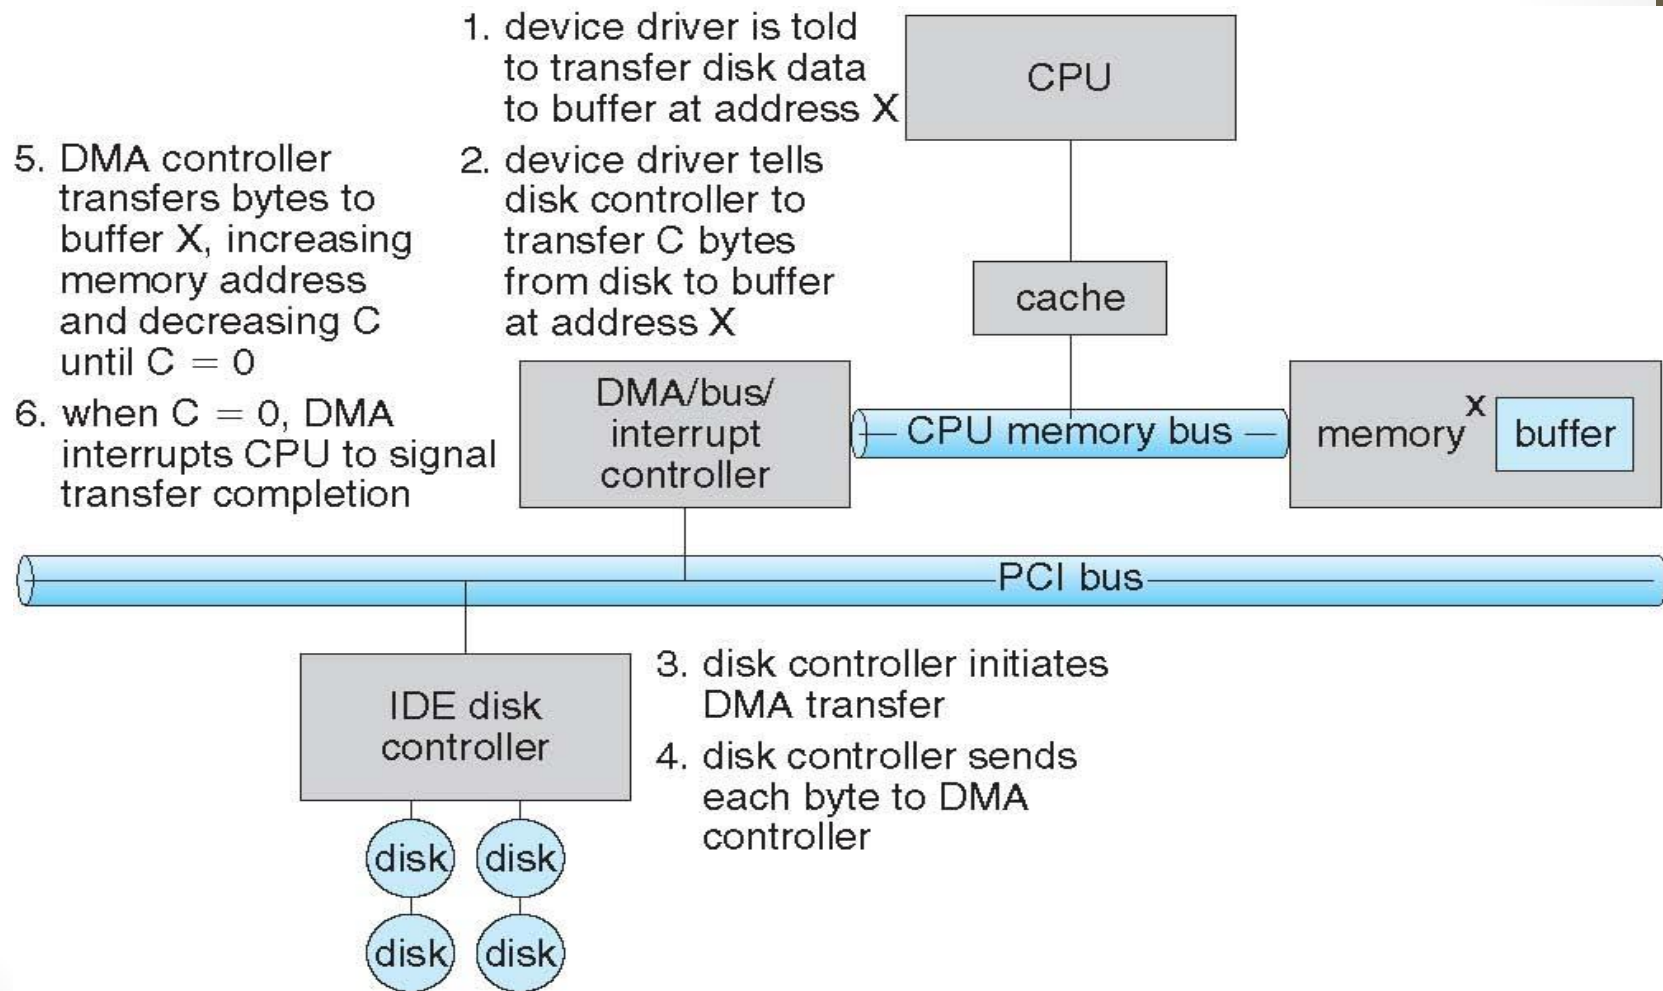 1. device driver is told
to transfer disk data
to buffer at address X
CPU
5. DMA controller
transfers bytes to
buffer X, increasing
memory address
and decreasing C
until C = 0
2. device driver tells
disk controller to
transfer C bytes
from disk to buffer
at address X
cache
6. when C = 0, DMA
interrupts CPU to signal
transfer completion
DMA/bus/
interrupt
controller
CPU memory bus
memory
x
buffer
PCI bus
IDE disk
controller
3. disk controller initiates
DMA transfer
4. disk controller sends
each byte to DMA
controller
disk
disk
disk
disk